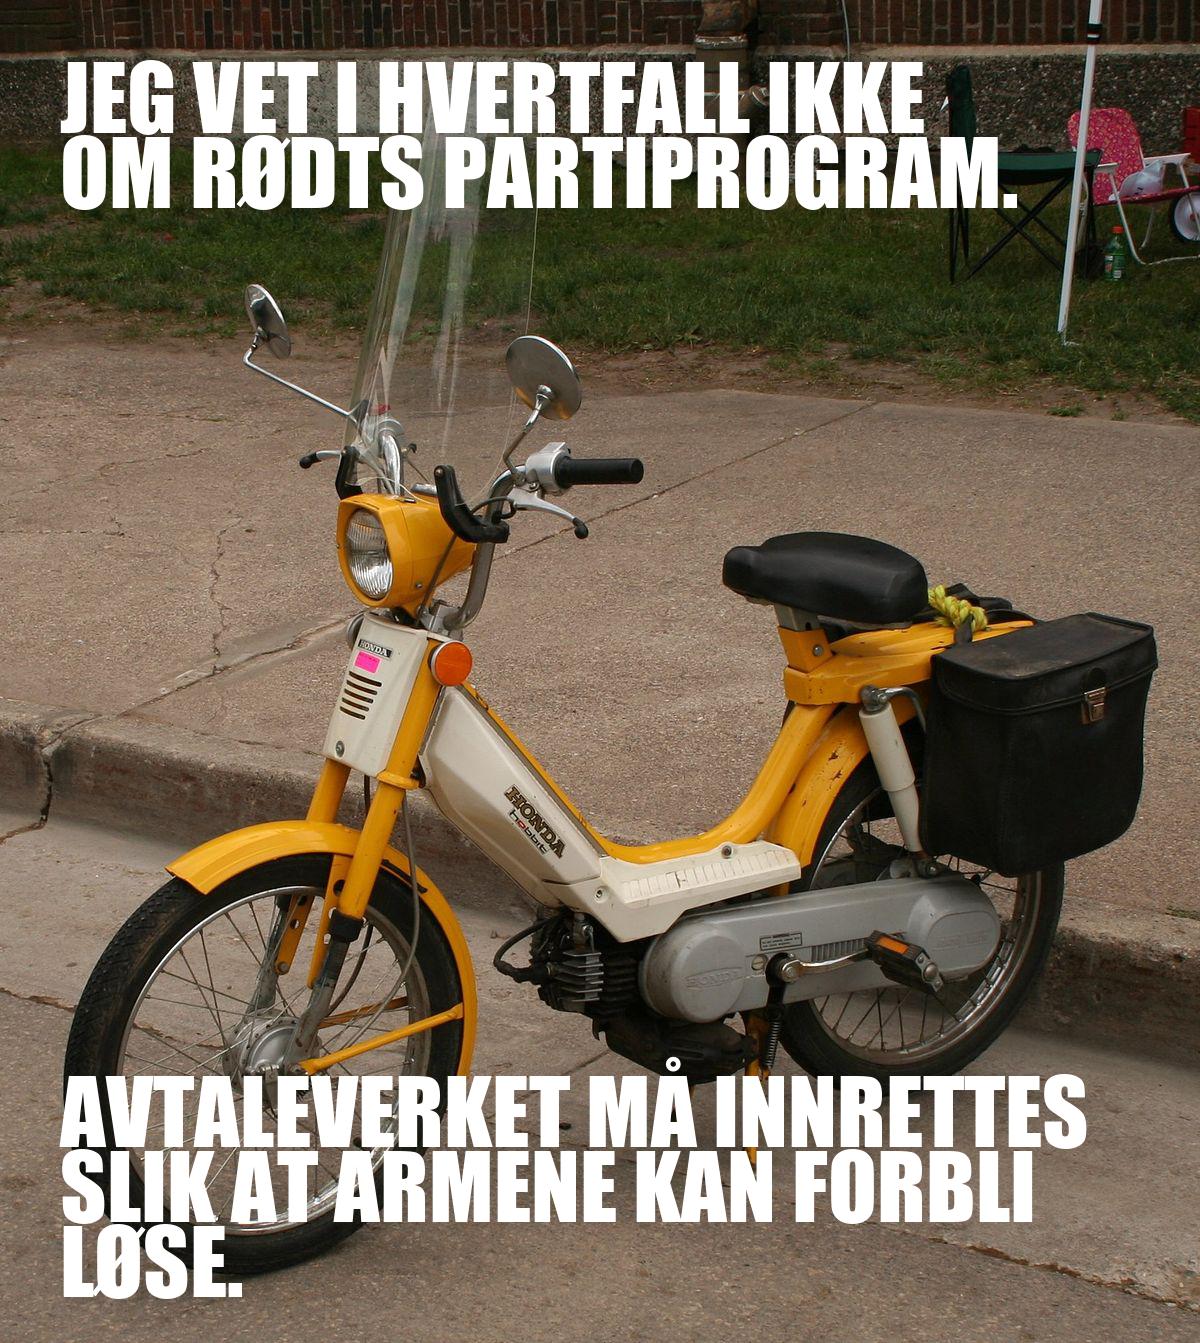 JEG VET I HVERTFALL IKKE
OM RØDTS PARTIPROGRAM.
HONDA
HONDA
hobbit
HONDA
AVTALEVERKET MÅ INNRETTES
SLIK AT ARMENE KAN FORBLI
LØSE.